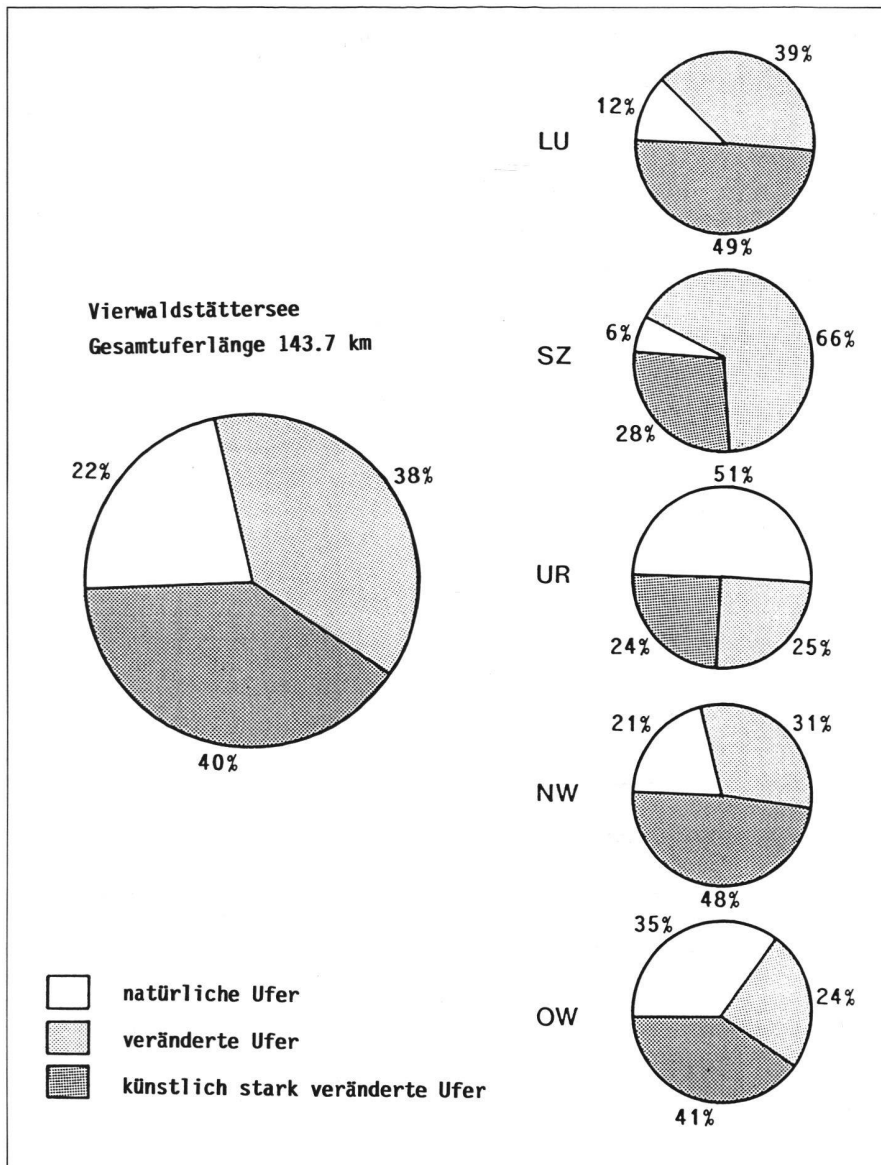 Vierwaldstättersee
Gesamtuferlänge 143.7 km
22%
38%
40%
LU
12%
39%
49%
SZ
6%
66%
28%
UR
51%
24%
25%
NW
21%
31%
48%
OW
35%
24%
41%
natürliche Ufer
veränderte Ufer
künstlich stark veränderte Ufer